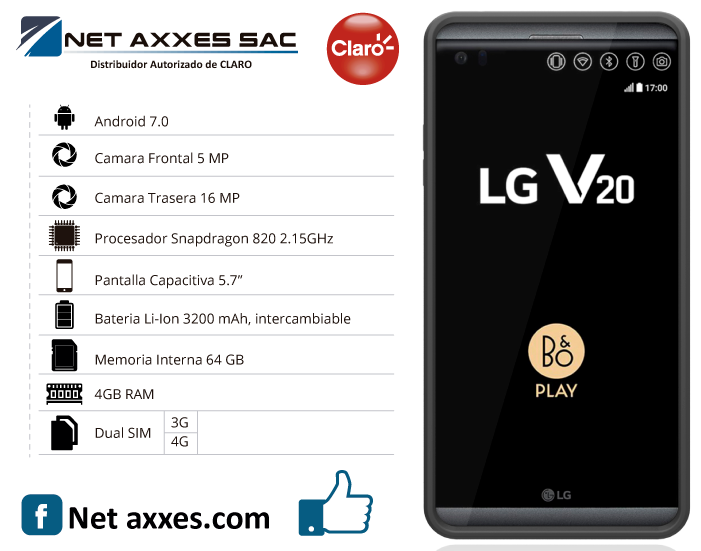 NET AXXES SAC
Distribuidor Autorizado de CLARO
Claro
Android 7.0
Camara Frontal 5 MP
Camara Trasera 16 MP
Procesador Snapdragon 820 2.15GHz
Pantalla Capacitiva 5.7”
Bateria Li-Ion 3200 mAh, intercambiable
Memoria Interna 64 GB
4GB RAM
Dual SIM
3G
4G
f Net axxes.com
17:00
LG V20
B&O
PLAY
LG